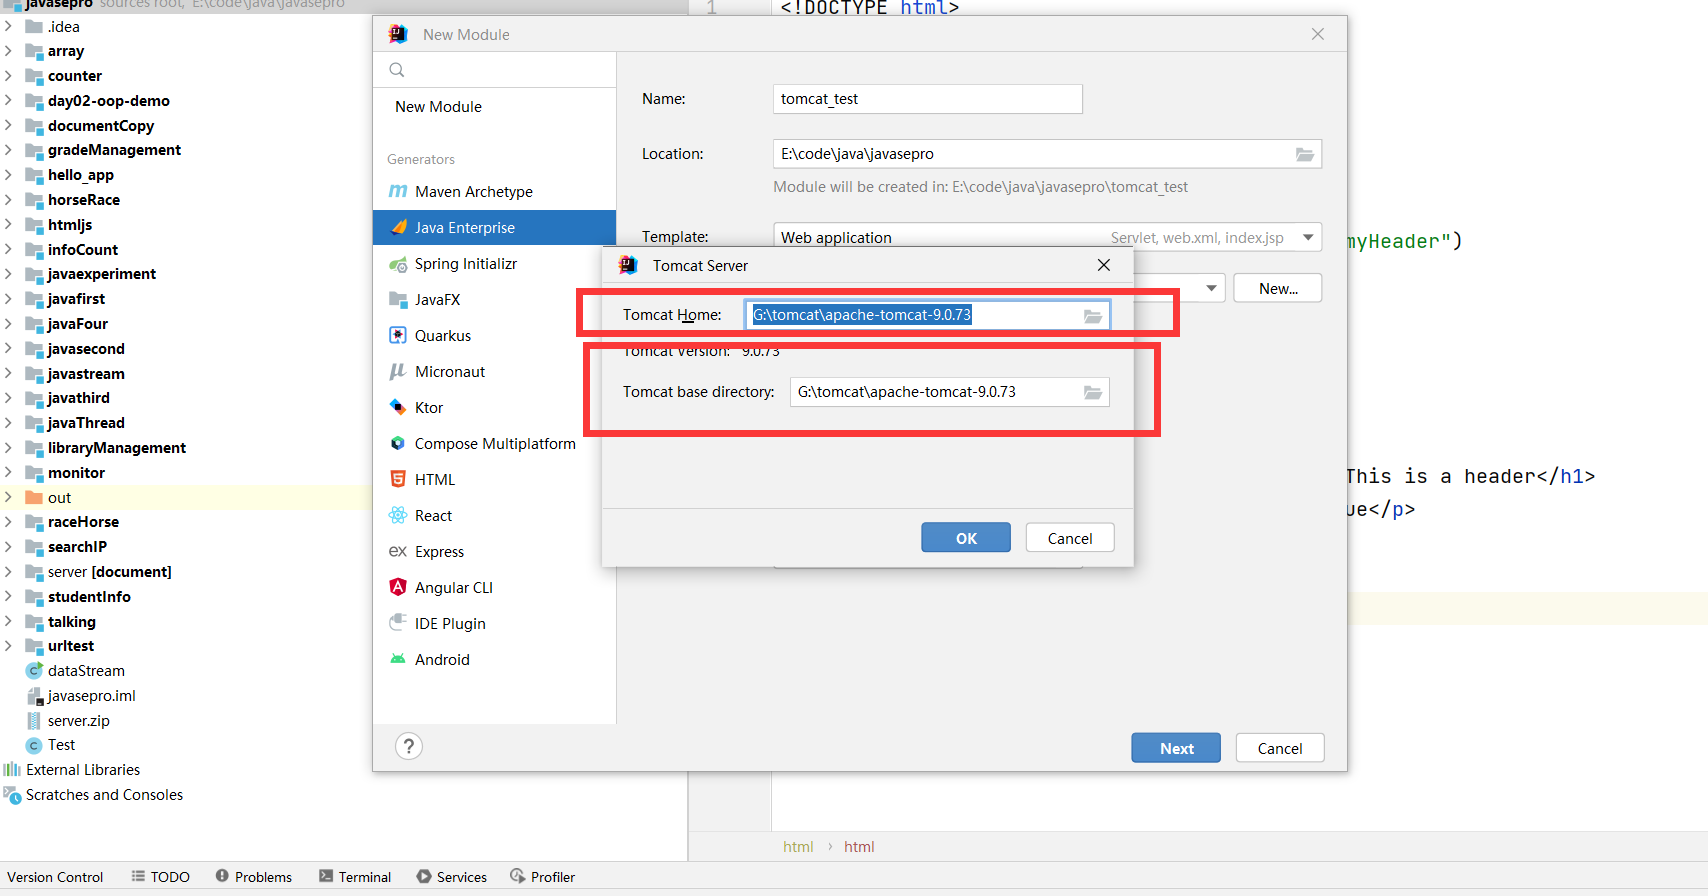 javasepro sources root, E:\code\java\javasepro
.idea
array
counter
day02-oop-demo
documentCopy
gradeManagement
hello_app
horseRace
htmljs
infoCount
javaexperiment
javafirst
javaFour
javasecond
javastream
javathird
javaThread
libraryManagement
monitor
out
raceHorse
searchIP
server [document]
studentInfo
talking
urltest
dataStream
javasepro.iml
server.zip
Test
External Libraries
Scratches and Consoles
1 <!DOCTYPE html>
myHeader")
This is a header</h1>
ue</p>
html › html
New Module
New Module
Generators
Maven Archetype
Java Enterprise
Spring Initializr
JavaFX
Quarkus
Micronaut
Ktor
Compose Multiplatform
HTML
React
Express
Angular CLI
IDE Plugin
Android
Name: tomcat_test
Location: E:\code\java\javasepro
Module will be created in: E:\code\java\javasepro\tomcat_test
Template: Web application Servlet, web.xml, index.jsp
New...
Tomcat Server
Tomcat Home: G:\tomcat\apache-tomcat-9.0.73
Tomcat Version: 9.0.73
Tomcat base directory: G:\tomcat\apache-tomcat-9.0.73
OK Cancel
? Next Cancel
Version Control TODO Problems Terminal Services Profiler